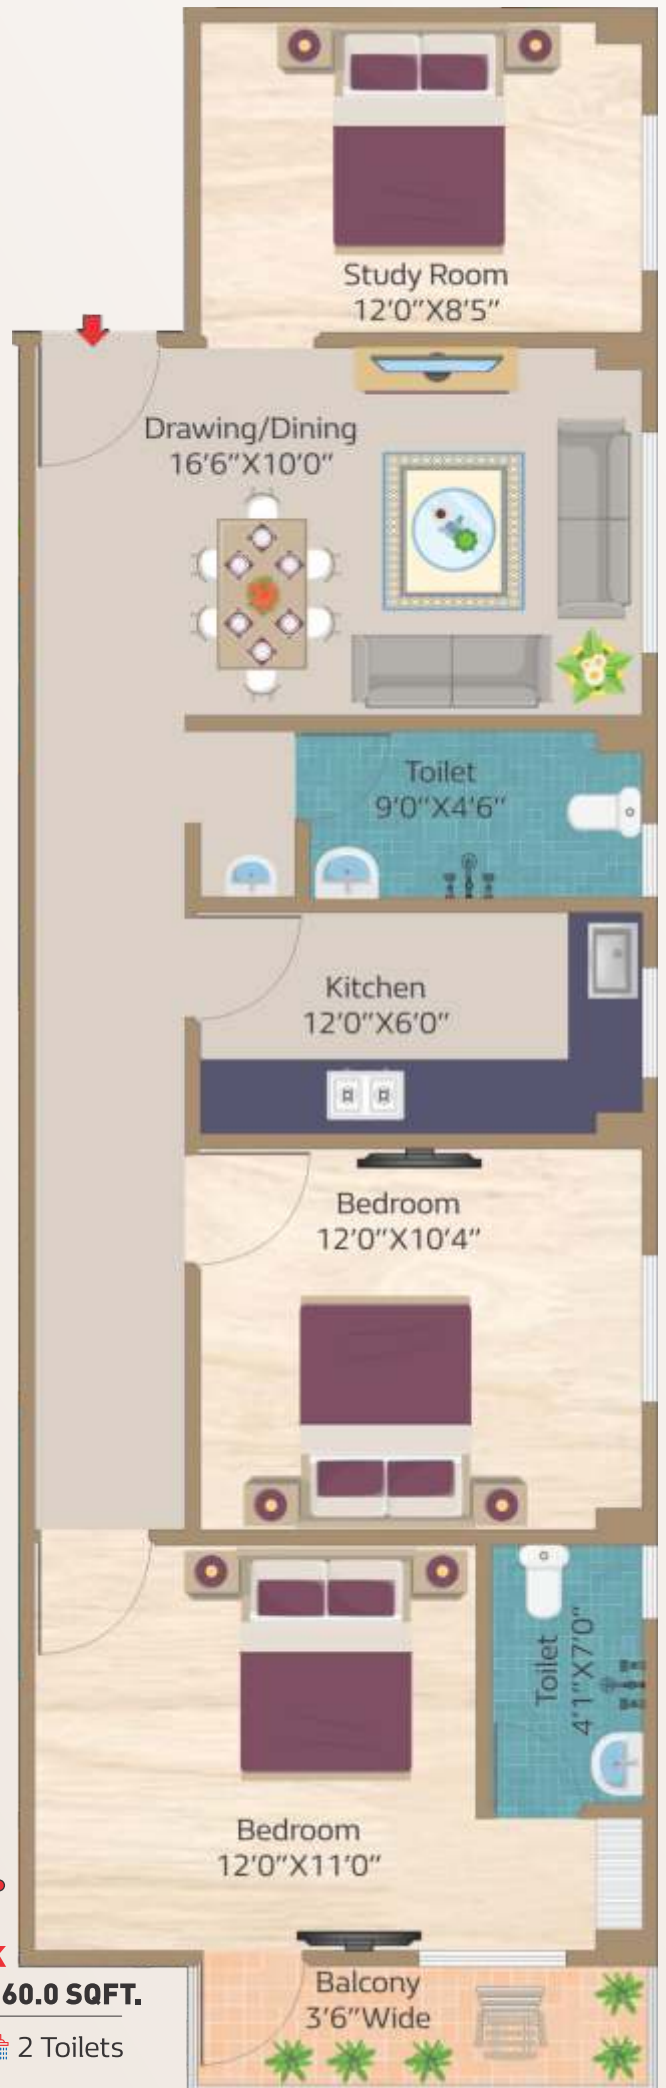 Study Room
12'0"X8'5"
Drawing/Dining
16'6"X10'0"
Toilet
9'0"X4'6"
Kitchen
12'0"X6'0"
Bedroom
12'0"X10'4"
Toilet
4'1"X7'0"
Bedroom
12'0"X11'0"
Balcony
3'6"Wide
60.0 SQFT.
2 Toilets